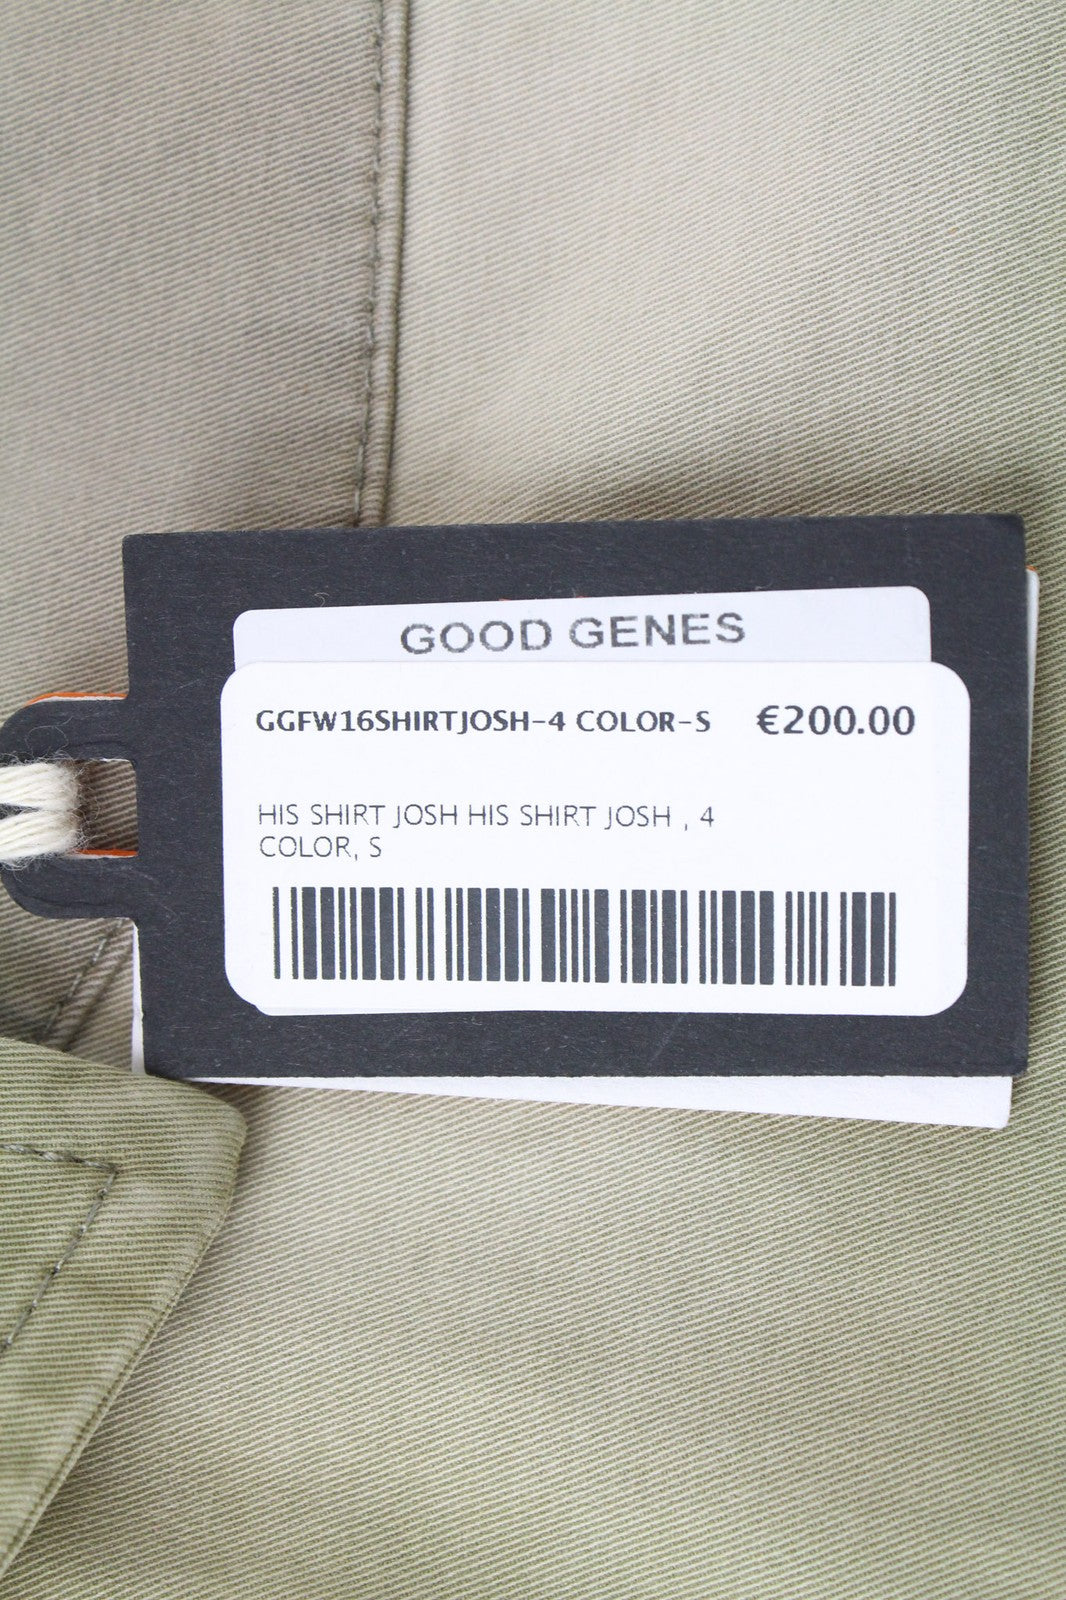 GOOD GENES
GGFW16SHIRTJOSH-4 COLOR-S €200.00
HIS SHIRT JOSH HIS SHIRT JOSH , 4
COLOR, S